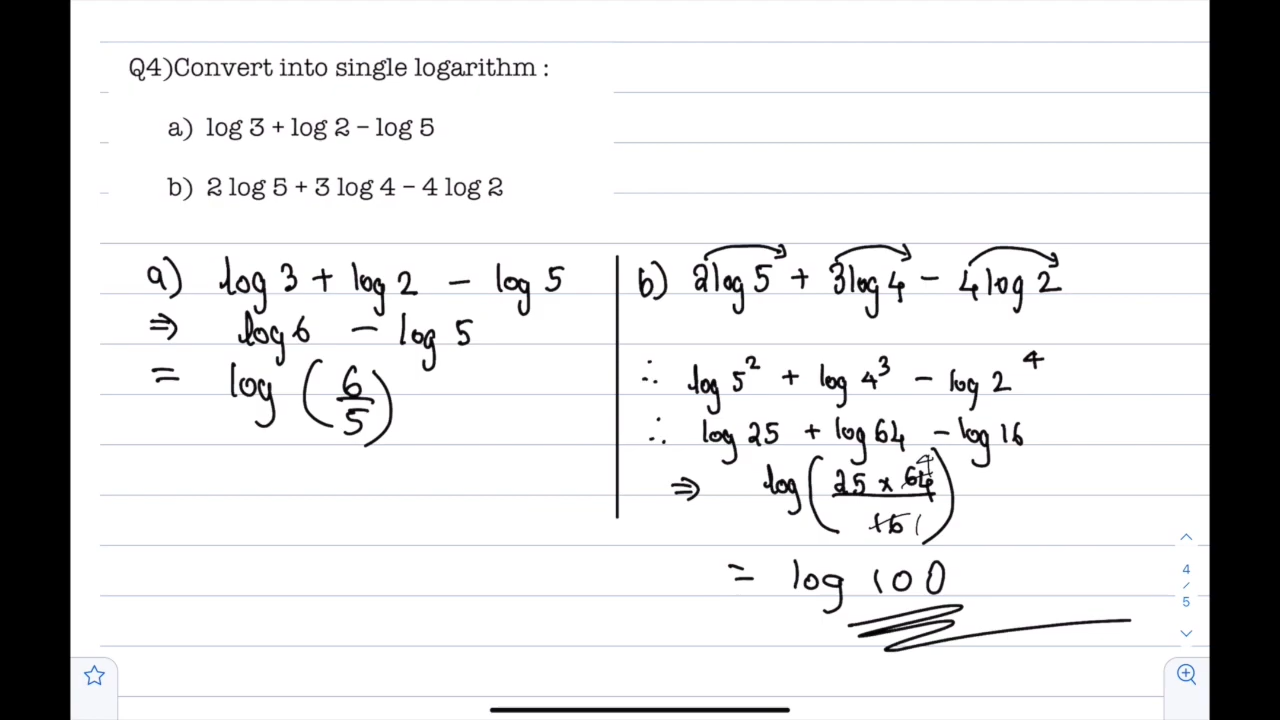 Q4)Convert into single logarithm :
a) log 3 + log 2 – log 5
b) 2 log 5 + 3 log 4 – 4 log 2
a) log 3 + log 2 − log 5
⇒ log 6 − log 5
= log (6/5)
b) 2log 5 + 3log 4 − 4log 2
∴ log 5² + log 4³ − log 2⁴
∴ log 25 + log 64 − log 16
⇒ log (25 × 64 4 / 16 1)
= log 100
4
/
5